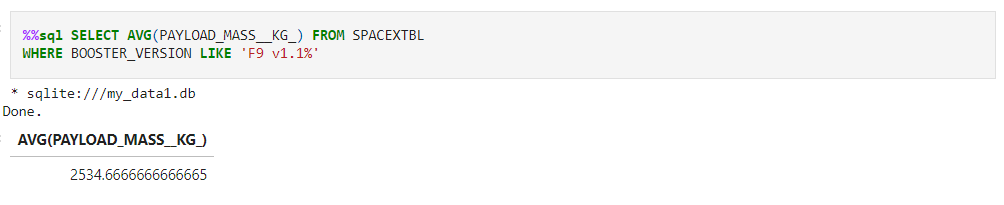 %%sql SELECT AVG(PAYLOAD_MASS__KG_) FROM SPACEXTBL
WHERE BOOSTER_VERSION LIKE 'F9 v1.1%'
* sqlite:///my_data1.db
Done.
AVG(PAYLOAD_MASS__KG_)
2534.6666666666665